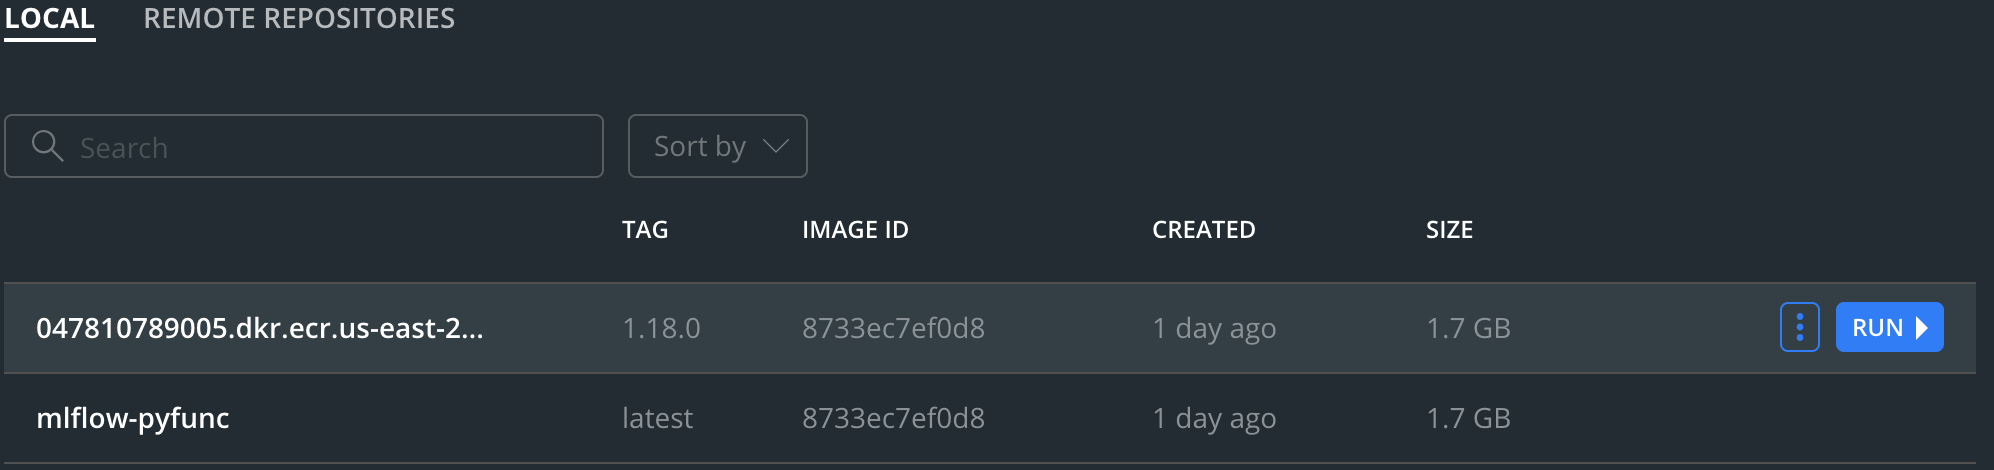 LOCAL REMOTE REPOSITORIES
Search Sort by
TAG IMAGE ID CREATED SIZE
047810789005.dkr.ecr.us-east-2... 1.18.0 8733ec7ef0d8 1 day ago 1.7 GB RUN
mlflow-pyfunc latest 8733ec7ef0d8 1 day ago 1.7 GB